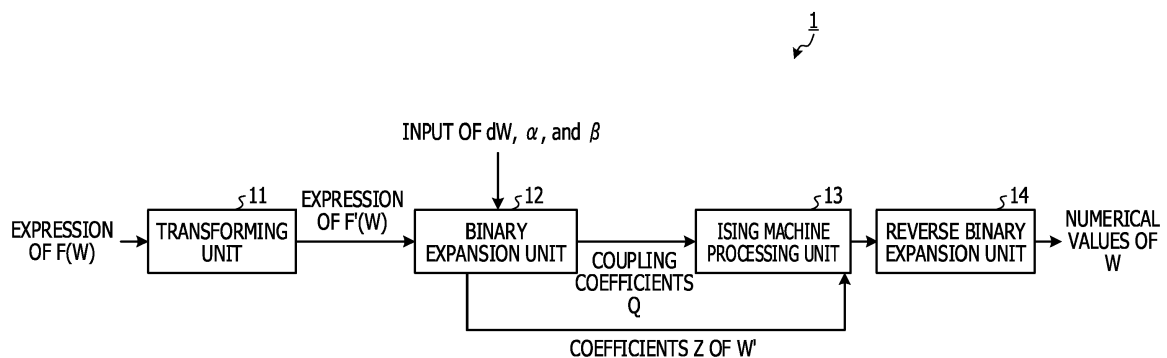 1
INPUT OF dW, α, and β
11
EXPRESSION
OF F'(W)
12
13
14
EXPRESSION
OF F(W)
TRANSFORMING
UNIT
BINARY
EXPANSION UNIT
ISING MACHINE
PROCESSING UNIT
REVERSE BINARY
EXPANSION UNIT
NUMERICAL
VALUES OF
W
COUPLING
COEFFICIENTS
Q
COEFFICIENTS Z OF W'